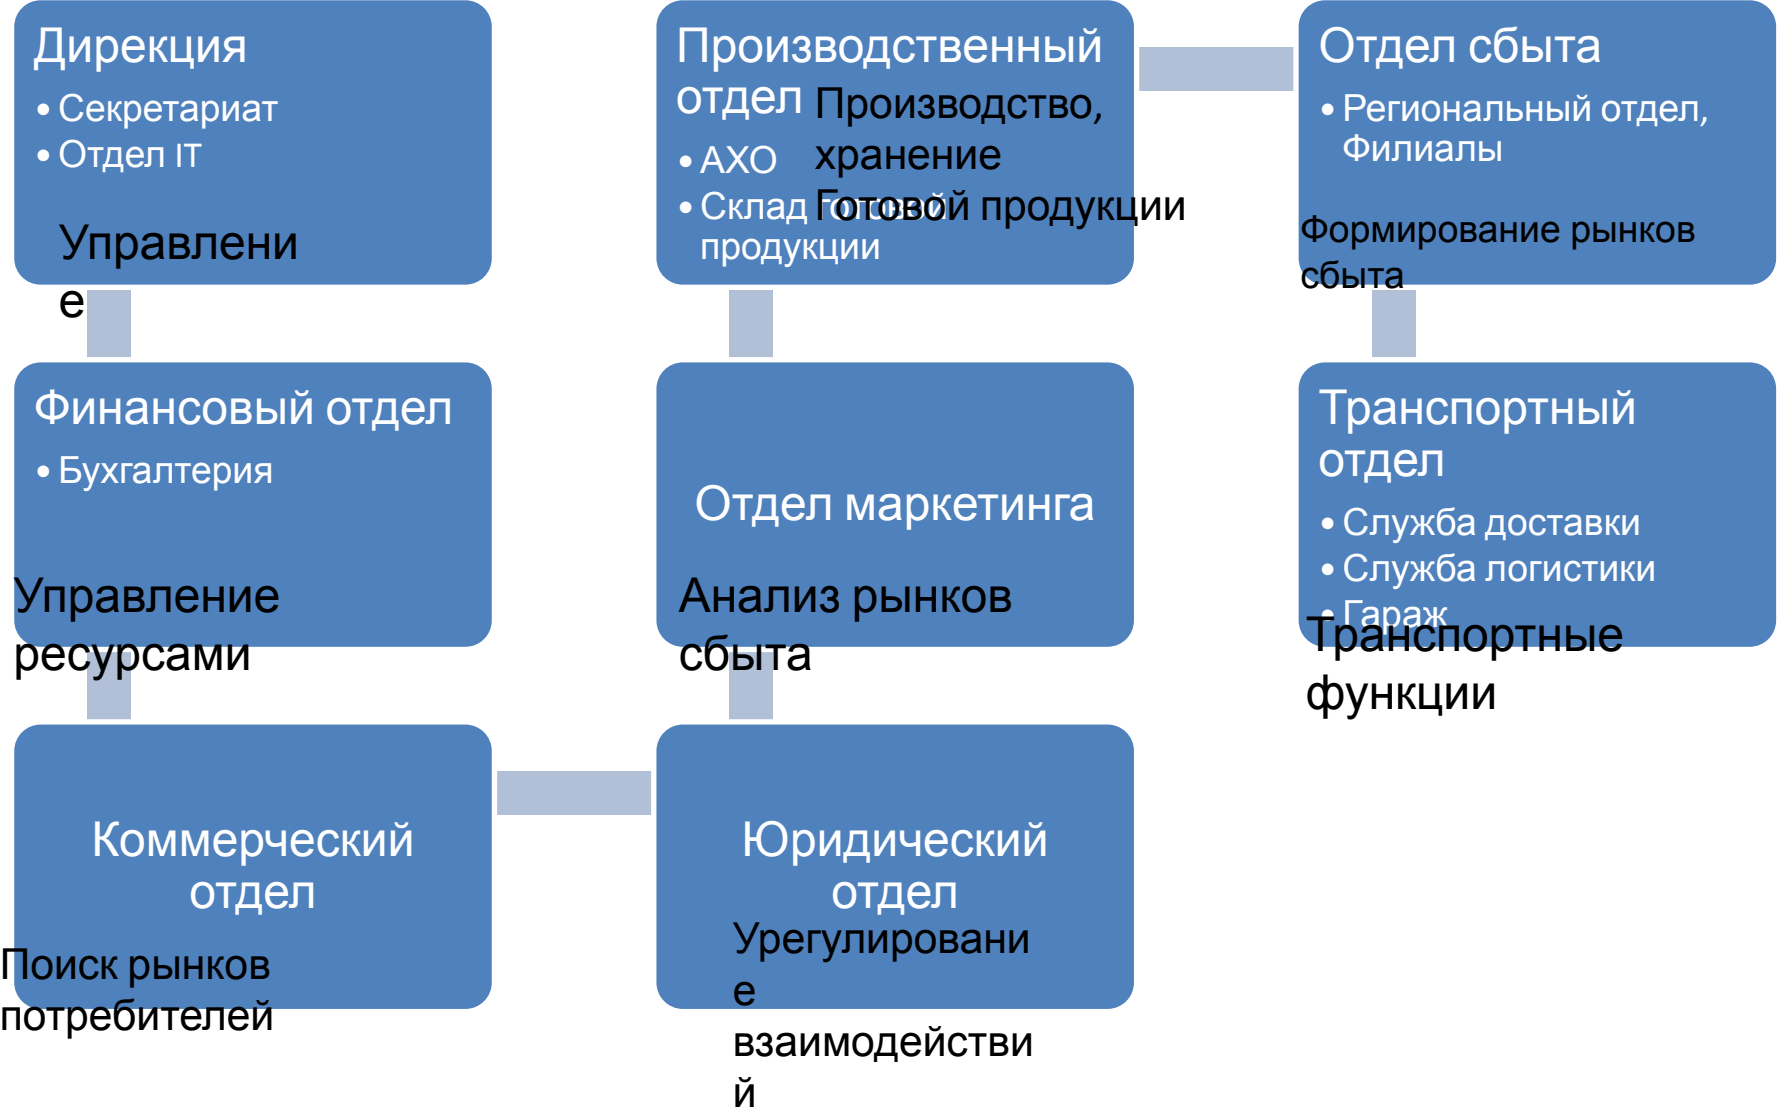 Дирекция
• Секретариат
• Отдел IT
Управлени
е
Финансовый отдел
• Бухгалтерия
Управление
ресурсами
Коммерческий
отдел
Поиск рынков
потребителей
Юридический
отдел
Урегулировани
е
взаимодействи
й
Отдел маркетинга
Анализ рынков
сбыта
Производственный
отдел
• АХО
• Склад готовой
продукции
Производство,
хранение
Готовой продукции
Отдел сбыта
• Региональный отдел,
Филиалы
Формирование рынков
сбыта
Транспортный
отдел
• Служба доставки
• Служба логистики
• Гараж
Транспортные
функции